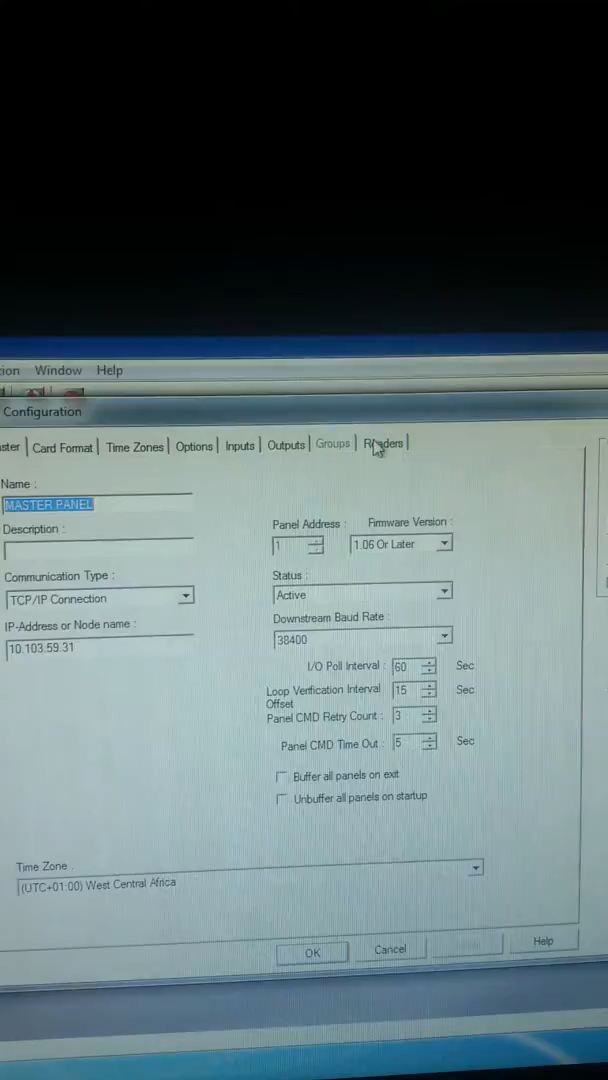 Window Help
Configuration
Card Format Time Zones Options Inputs Outputs Groups Readers
Name :
MASTER PANEL
Description :
Panel Address :
1
Firmware Version :
1.06 Or Later
Communication Type :
TCP/IP Connection
Status :
Active
IP-Address or Node name :
10.103.59.31
Downstream Baud Rate :
38400
I/O Poll Interval : 60 Sec
Loop Verification Interval 15 Sec
Offset
Panel CMD Retry Count : 3
Panel CMD Time Out : 5 Sec
Buffer all panels on exit
Unbuffer all panels on startup
Time Zone :
(UTC+01:00) West Central Africa
OK Cancel Help